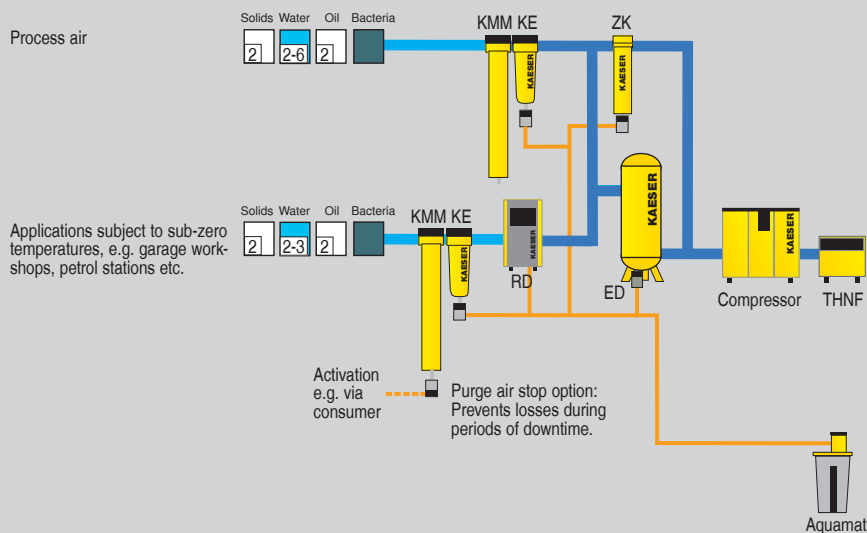 Process air
Solids Water Oil Bacteria
2 2-6 2
KMM KE
ZK
KAESER
KAESER
Applications subject to sub-zero
temperatures, e.g. garage work-
shops, petrol stations etc.
Solids Water Oil Bacteria
2 2-3 2
KMM KE
KAESER
KAESER
RD
KAESER
ED
KAESER
Compressor
THNF
Activation
e.g. via
consumer
Purge air stop option:
Prevents losses during
periods of downtime.
Aquamat